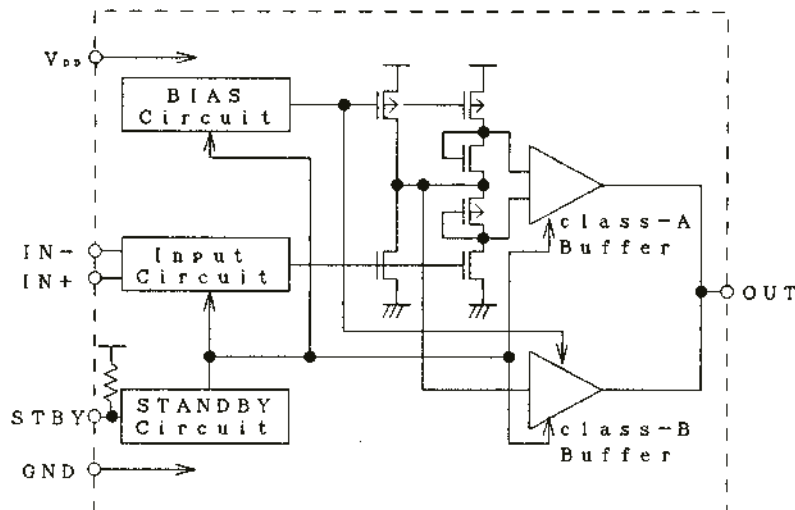 VDD
BIAS
Circuit
IN-
IN+
Input
Circuit
class-A
Buffer
OUT
STBY
STANDBY
Circuit
class-B
Buffer
GND